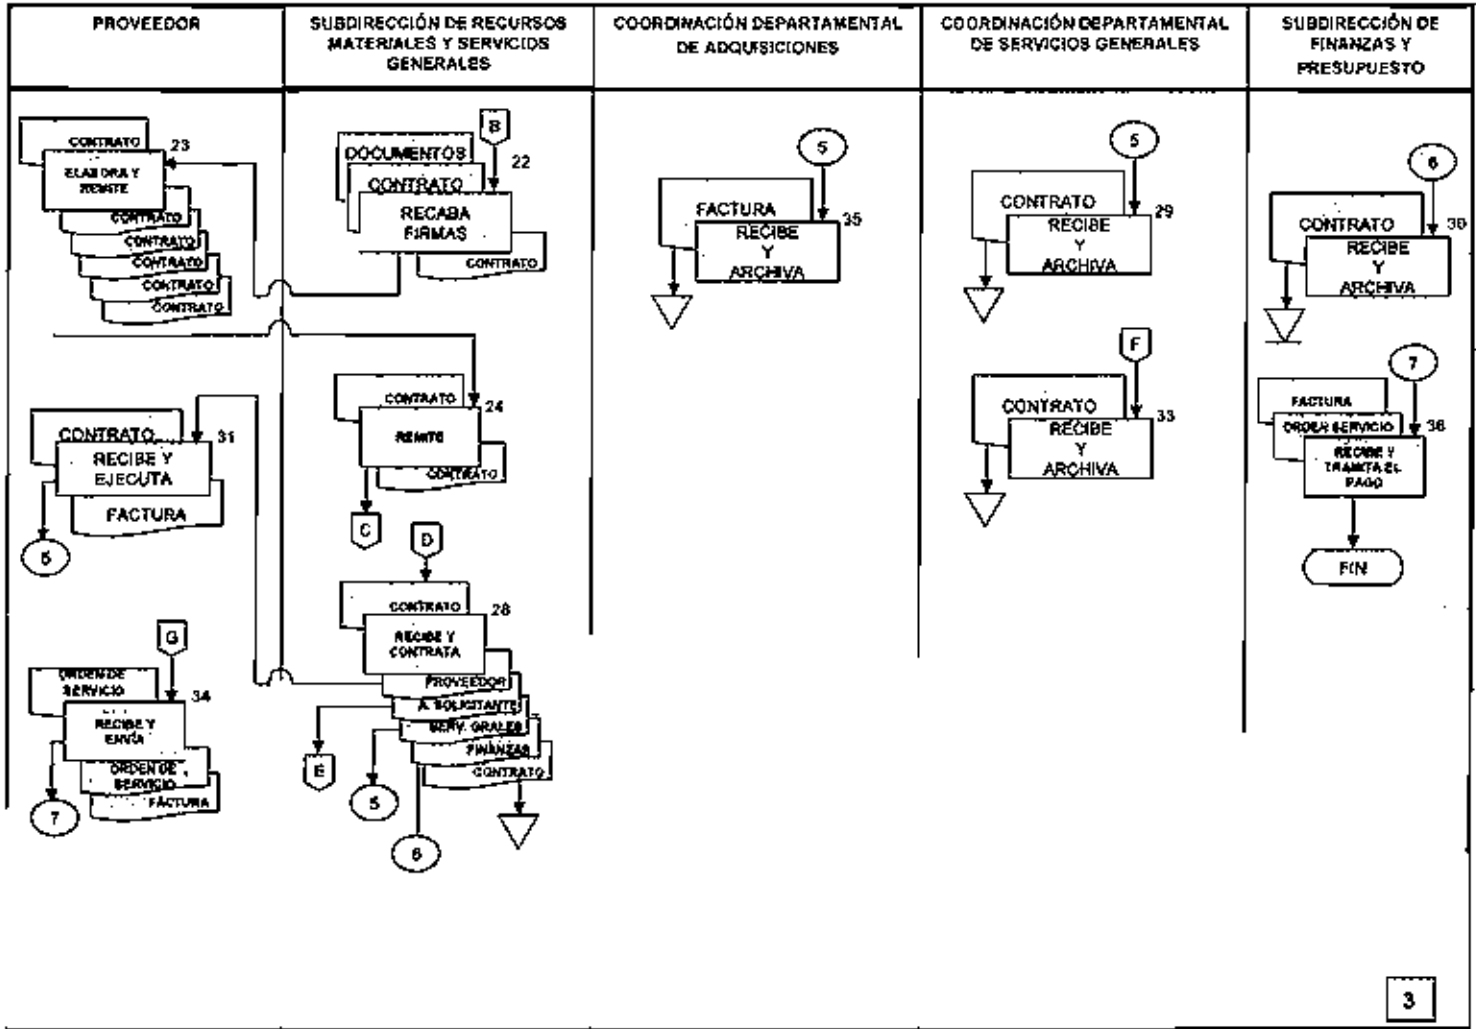 PROVEEDOR
SUBDIRECCIÓN DE RECURSOS
MATERIALES Y SERVICIOS
GENERALES
COORDINACIÓN DEPARTAMENTAL
DE ADQUISICIONES
COORDINACIÓN DEPARTAMENTAL
DE SERVICIOS GENERALES
SUBDIRECCIÓN DE
FINANZAS Y
PRESUPUESTO
CONTRATO
23
ELABORA Y
REMITE
CONTRATO
CONTRATO
CONTRATO
CONTRATO
CONTRATO
31
CONTRATO
RECIBE Y
EJECUTA
FACTURA
G
ORDEN DE
SERVICIO
34
RECIBE Y
ENVÍA
ORDEN DE
SERVICIO
FACTURA
7
B
DOCUMENTOS
22
CONTRATO
RECABA
FIRMAS
CONTRATO
CONTRATO
24
REMITE
CONTRATO
C
D
CONTRATO
28
RECIBE Y
CONTRATA
PROVEEDOR
A. SOLICITANTE
SERV. GRALES
FINANZAS
CONTRATO
E
5
6
5
FACTURA
35
RECIBE
Y
ARCHIVA
5
CONTRATO
29
RECIBE
Y
ARCHIVA
F
CONTRATO
33
RECIBE
Y
ARCHIVA
6
CONTRATO
30
RECIBE
Y
ARCHIVA
7
FACTURA
ORDEN SERVICIO
36
RECIBE Y
TRAMITA EL
PAGO
FIN
3